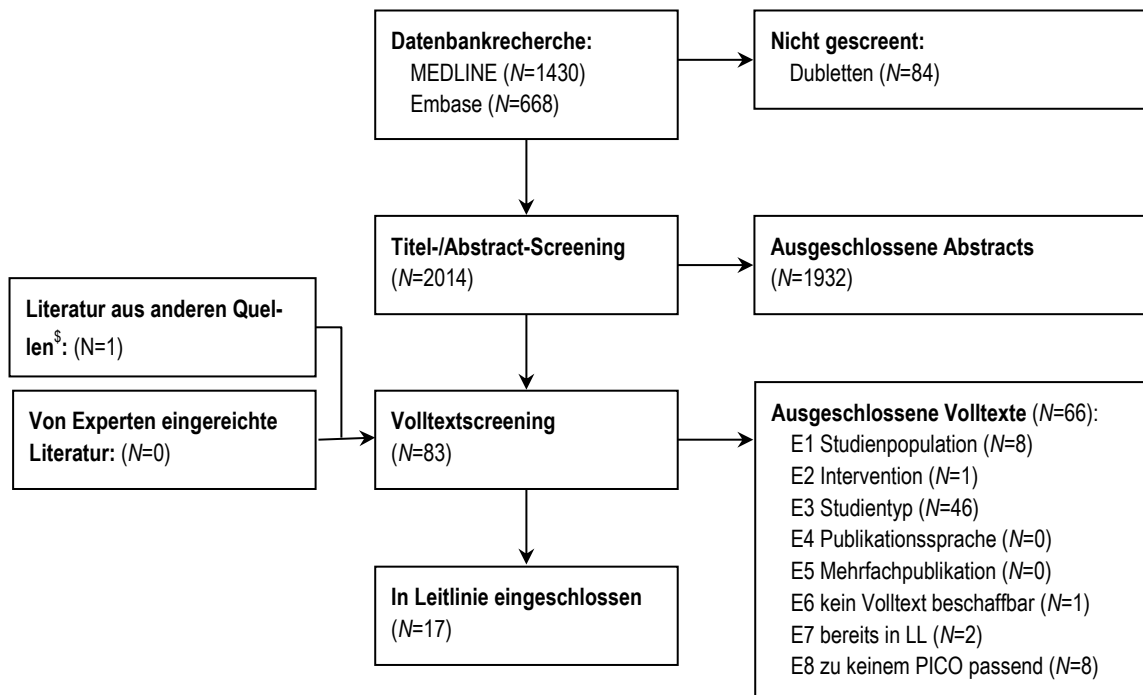 Datenbankrecherche:
MEDLINE (N=1430)
Embase (N=668)
Nicht gescreent:
Dubletten (N=84)
Titel-/Abstract-Screening
(N=2014)
Ausgeschlossene Abstracts
(N=1932)
Literatur aus anderen Quel-
len$: (N=1)
Von Experten eingereichte
Literatur: (N=0)
Volltextscreening
(N=83)
Ausgeschlossene Volltexte (N=66):
E1 Studienpopulation (N=8)
E2 Intervention (N=1)
E3 Studientyp (N=46)
E4 Publikationssprache (N=0)
E5 Mehrfachpublikation (N=0)
E6 kein Volltext beschaffbar (N=1)
E7 bereits in LL (N=2)
E8 zu keinem PICO passend (N=8)
In Leitlinie eingeschlossen
(N=17)